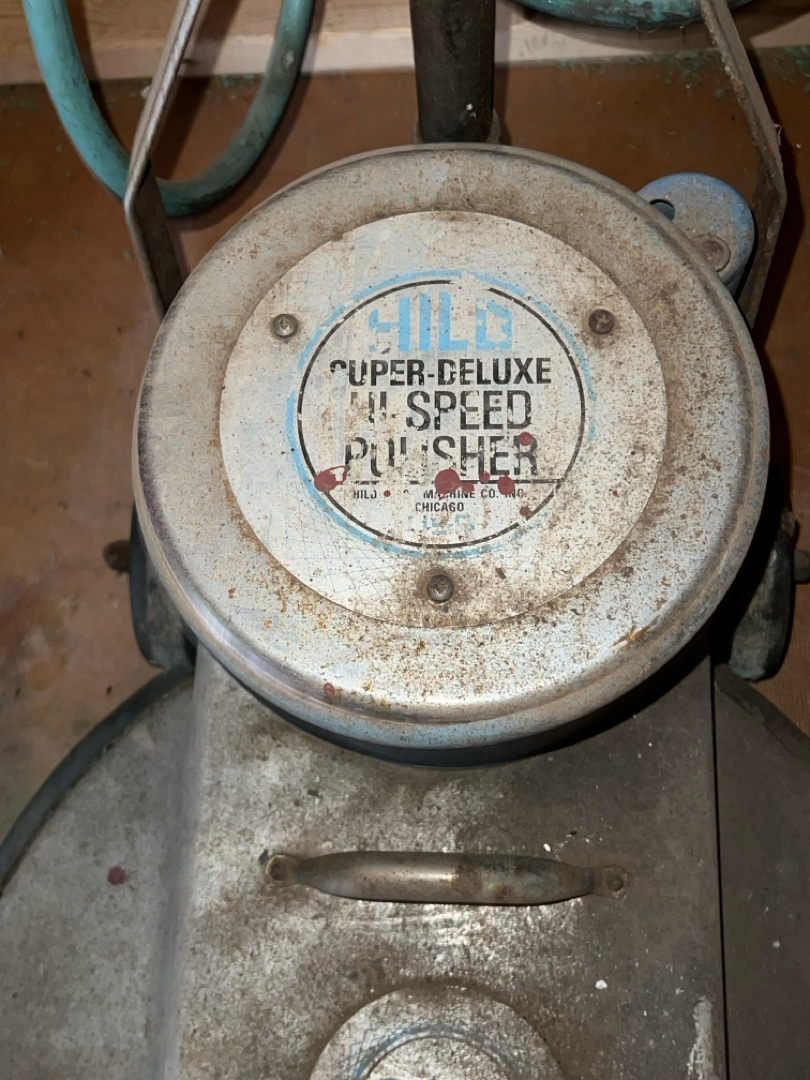 HILD
SUPER-DELUXE
HI SPEED
POLISHER
HILD MACHINE CO. INC.
CHICAGO